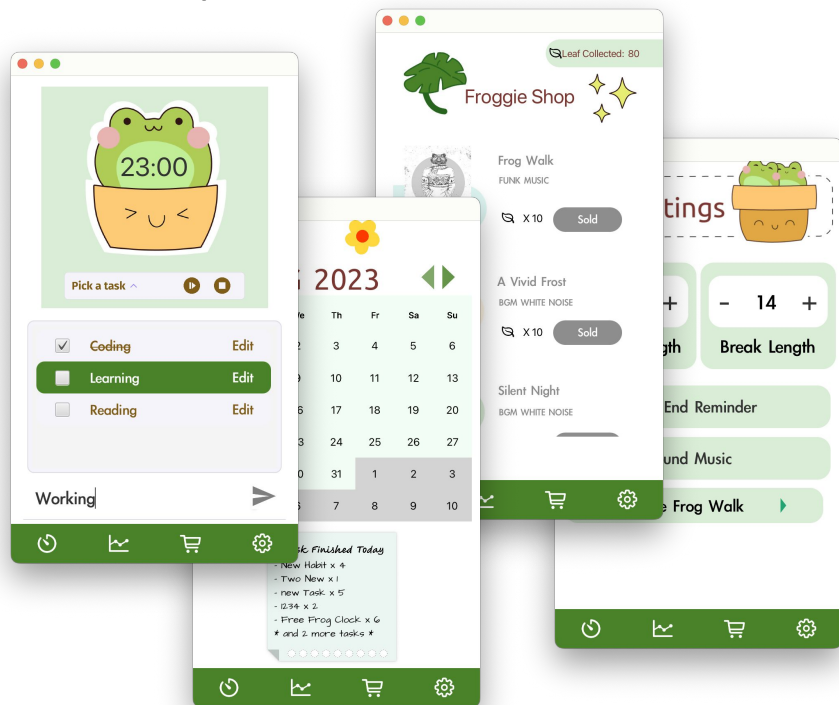 23:00
Pick a task ^
Coding Edit
Learning Edit
Reading Edit
Working
2023
Th Fr Sa Su
3 4 5 6
10 11 12 13
17 18 19 20
24 25 26 27
31 1 2 3
7 8 9 10
Finished Today
- New Habit x 4
- Two New x 1
- new Task x 5
- 1234 x 2
- Free Frog Clock x 6
* and 2 more tasks *
Leaf Collected: 80
Froggie Shop
Frog Walk
FUNK MUSIC
X 10 Sold
A Vivid Frost
BGM WHITE NOISE
X 10 Sold
Silent Night
BGM WHITE NOISE
tings
+ - 14 +
gth Break Length
End Reminder
und Music
e Frog Walk